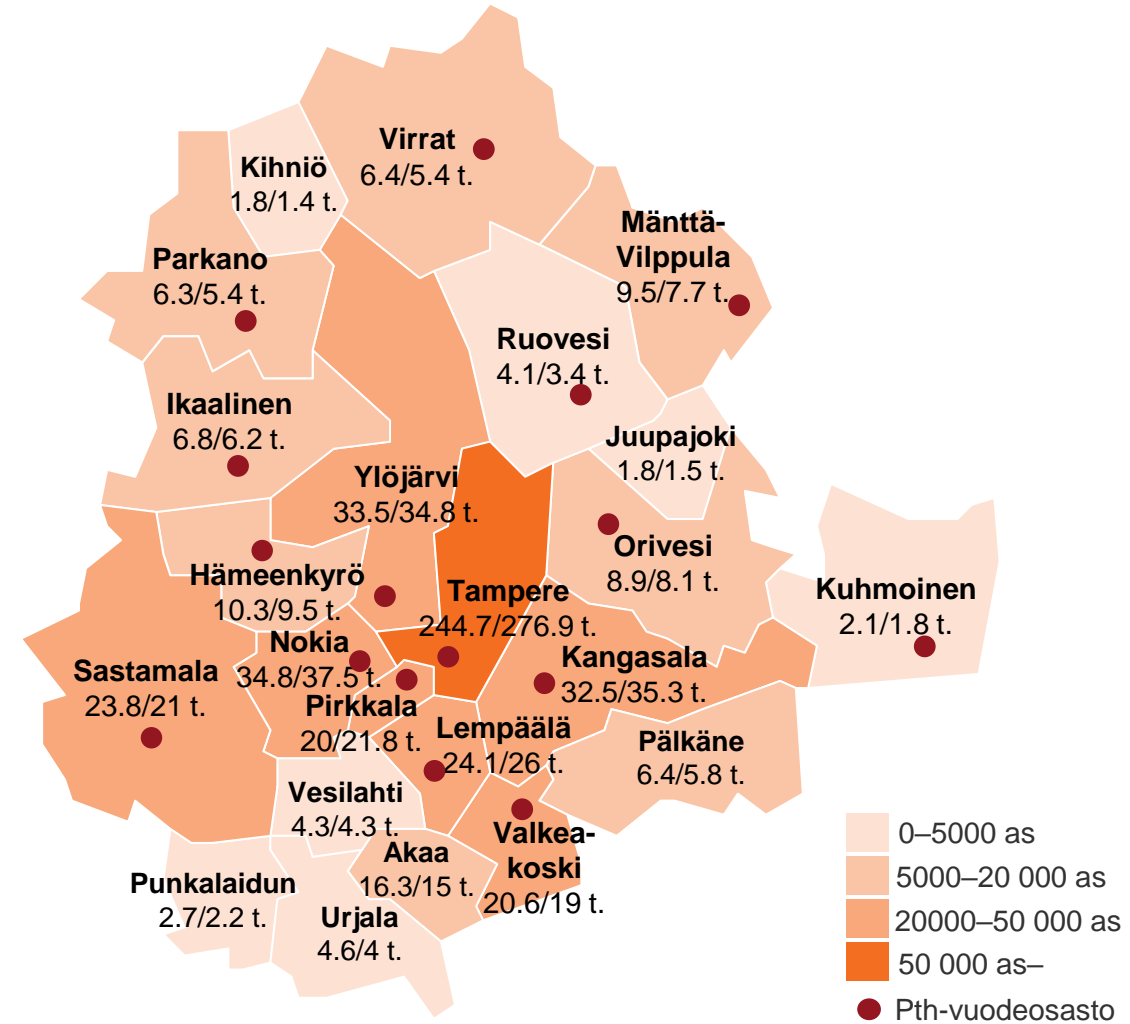 Virrat
6.4/5.4 t.
Kihniö
1.8/1.4 t.
Mänttä-
Vilppula
9.5/7.7 t.
Parkano
6.3/5.4 t.
Ruovesi
4.1/3.4 t.
Ikaalinen
6.8/6.2 t.
Juupajoki
1.8/1.5 t.
Ylöjärvi
33.5/34.8 t.
Orivesi
8.9/8.1 t.
Hämeenkyrö
10.3/9.5 t.
Tampere
244.7/276.9 t.
Kuhmoinen
2.1/1.8 t.
Nokia
34.8/37.5 t.
Kangasala
32.5/35.3 t.
Sastamala
23.8/21 t.
Pirkkala
20/21.8 t.
Lempäälä
24.1/26 t.
Pälkäne
6.4/5.8 t.
Vesilahti
4.3/4.3 t.
Valkea-
koski
20.6/19 t.
Akaa
16.3/15 t.
Punkalaidun
2.7/2.2 t.
Urjala
4.6/4 t.
0–5000 as
5000–20 000 as
20000–50 000 as
50 000 as–
Pth-vuodeosasto